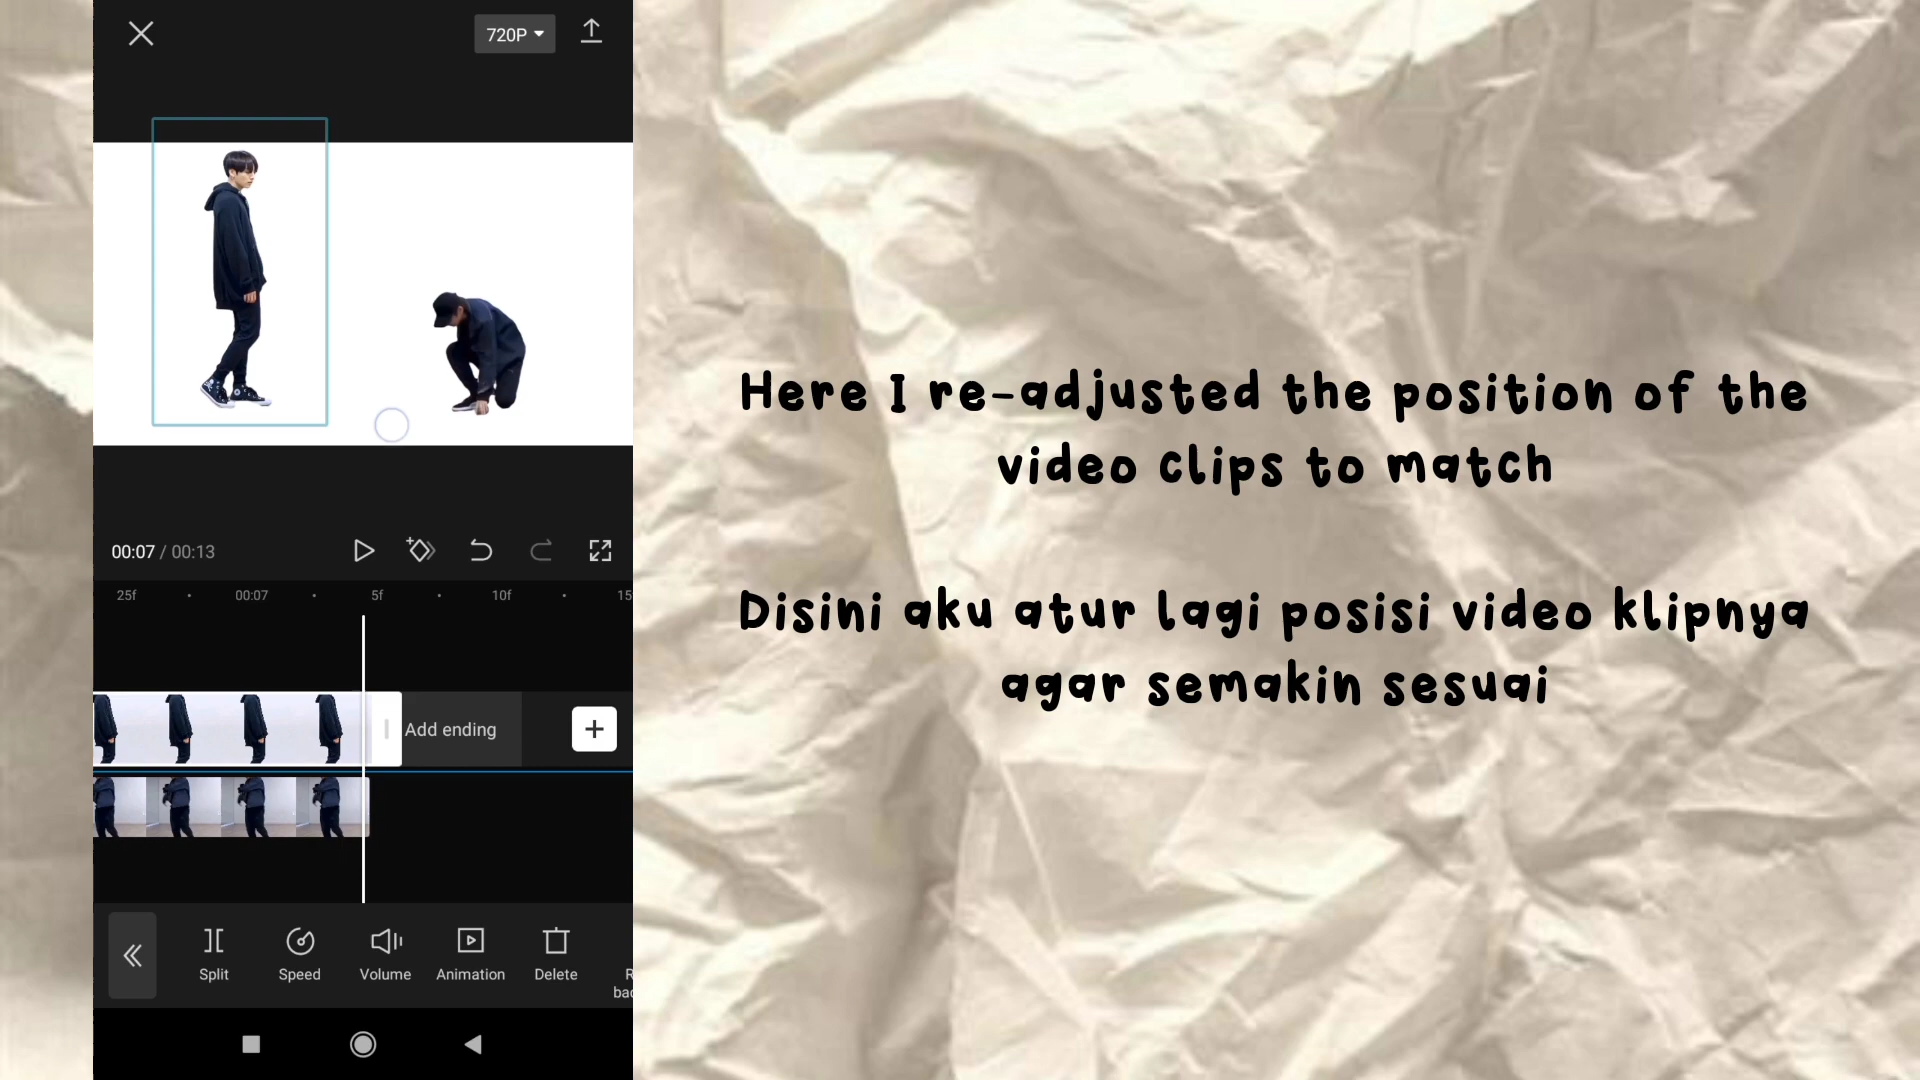 720P
00:07 / 00:13
25f 00:07 5f 10f 15
Add ending
Split Speed Volume Animation Delete
Here I re-adjusted the position of the
video clips to match
Disini aku atur lagi posisi video klipnya
agar semakin sesuai